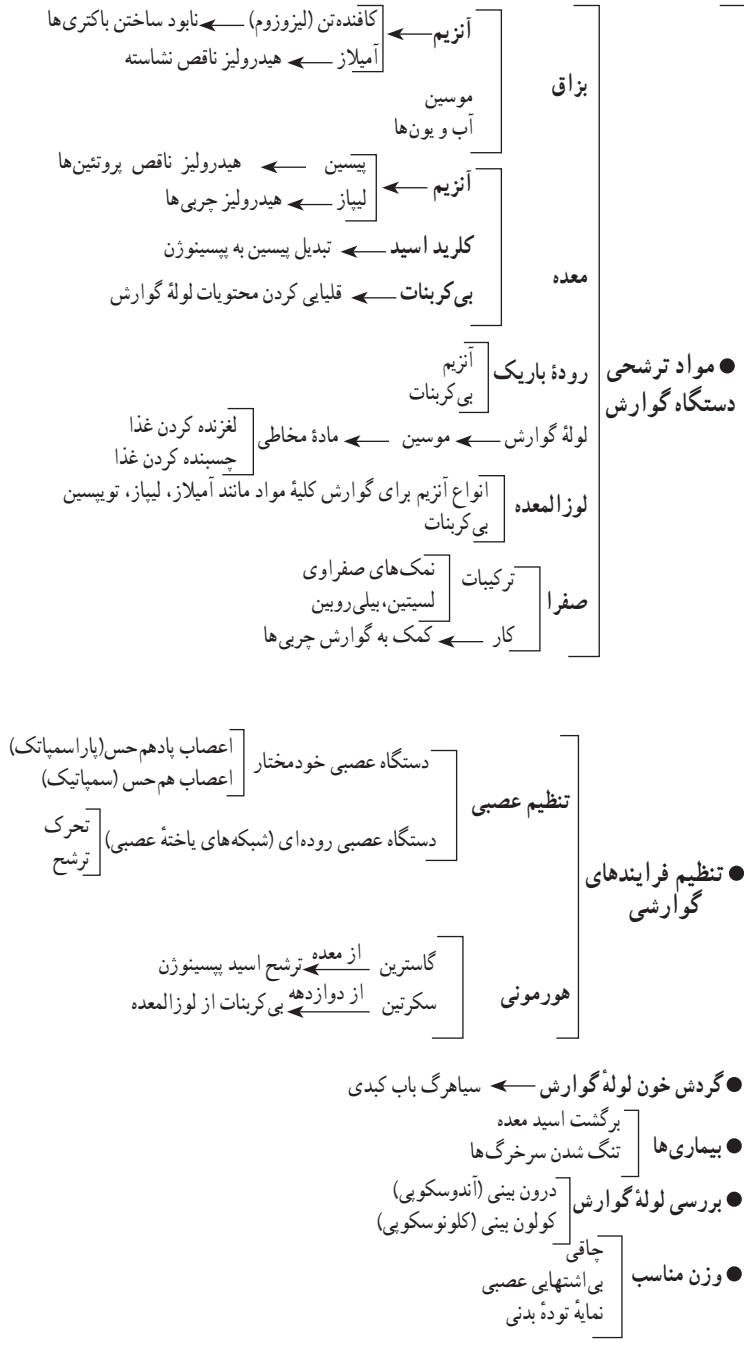 ● مواد ترشحی دستگاه گوارش
بزاق
آنزیم
کافنده‌تن (لیزوزوم) ← نابود ساختن باکتری‌ها
آمیلاز ← هیدرولیز ناقص نشاسته
موسین
آب و یون‌ها
معده
آنزیم
پپسین ← هیدرولیز ناقص پروتئین‌ها
لیپاز ← هیدرولیز چربی‌ها
کلرید اسید ← تبدیل پپسین به پپسینوژن
بی‌کربنات ← قلیایی کردن محتویات لولهٔ گوارش
رودهٔ باریک
آنزیم
بی‌کربنات
لولهٔ گوارش ← موسین ← مادهٔ مخاطی
لغزنده کردن غذا
چسبنده کردن غذا
لوزالمعده
انواع آنزیم برای گوارش کلیهٔ مواد مانند آمیلاز، لیپاز، تویپسین
بی‌کربنات
صفرا
ترکیبات
نمک‌های صفراوی
لسیتین، بیلی‌روبین
کار ← کمک به گوارش چربی‌ها
● تنظیم فرایندهای گوارشی
تنظیم عصبی
دستگاه عصبی خودمختار
اعصاب پادهم‌حس(پاراسمپاتک)
اعصاب هم‌حس (سمپاتیک)
دستگاه عصبی روده‌ای (شبکه‌های یاختهٔ عصبی)
تحرک
ترشح
هورمونی
گاسترین از معده ← ترشح اسید پپسینوژن
سکرتین از دوازدهه ← بی‌کربنات از لوزالمعده
● گردش خون لولهٔ گوارش ← سیاهرگ باب کبدی
● بیماری‌ها
برگشت اسید معده
تنگ شدن سرخرگ‌ها
● بررسی لولهٔ گوارش
درون بینی (آندوسکوپی)
کولون بینی (کلونوسکوپی)
● وزن مناسب
چاقی
بی‌اشتهایی عصبی
نمایهٔ تودهٔ بدنی